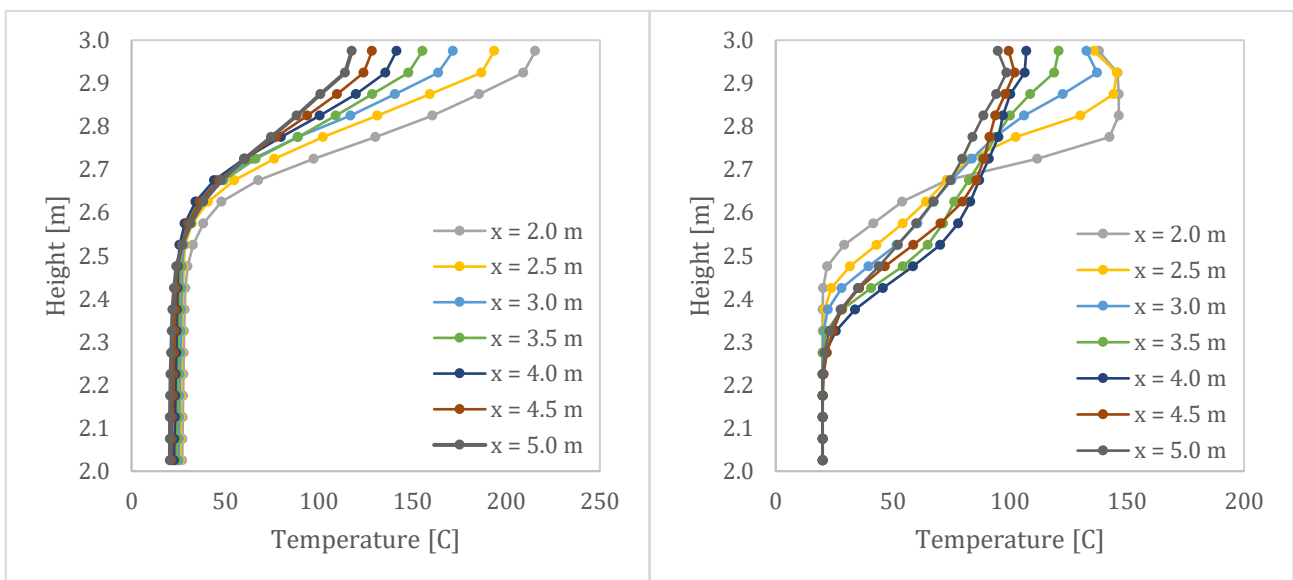 3.0
2.9
2.8
2.7
2.6
2.5
2.4
2.3
2.2
2.1
2.0
Height [m]
0 50 100 150 200 250
Temperature [C]
x = 2.0 m
x = 2.5 m
x = 3.0 m
x = 3.5 m
x = 4.0 m
x = 4.5 m
x = 5.0 m
3.0
2.9
2.8
2.7
2.6
2.5
2.4
2.3
2.2
2.1
2.0
Height [m]
0 50 100 150 200
Temperature [C]
x = 2.0 m
x = 2.5 m
x = 3.0 m
x = 3.5 m
x = 4.0 m
x = 4.5 m
x = 5.0 m